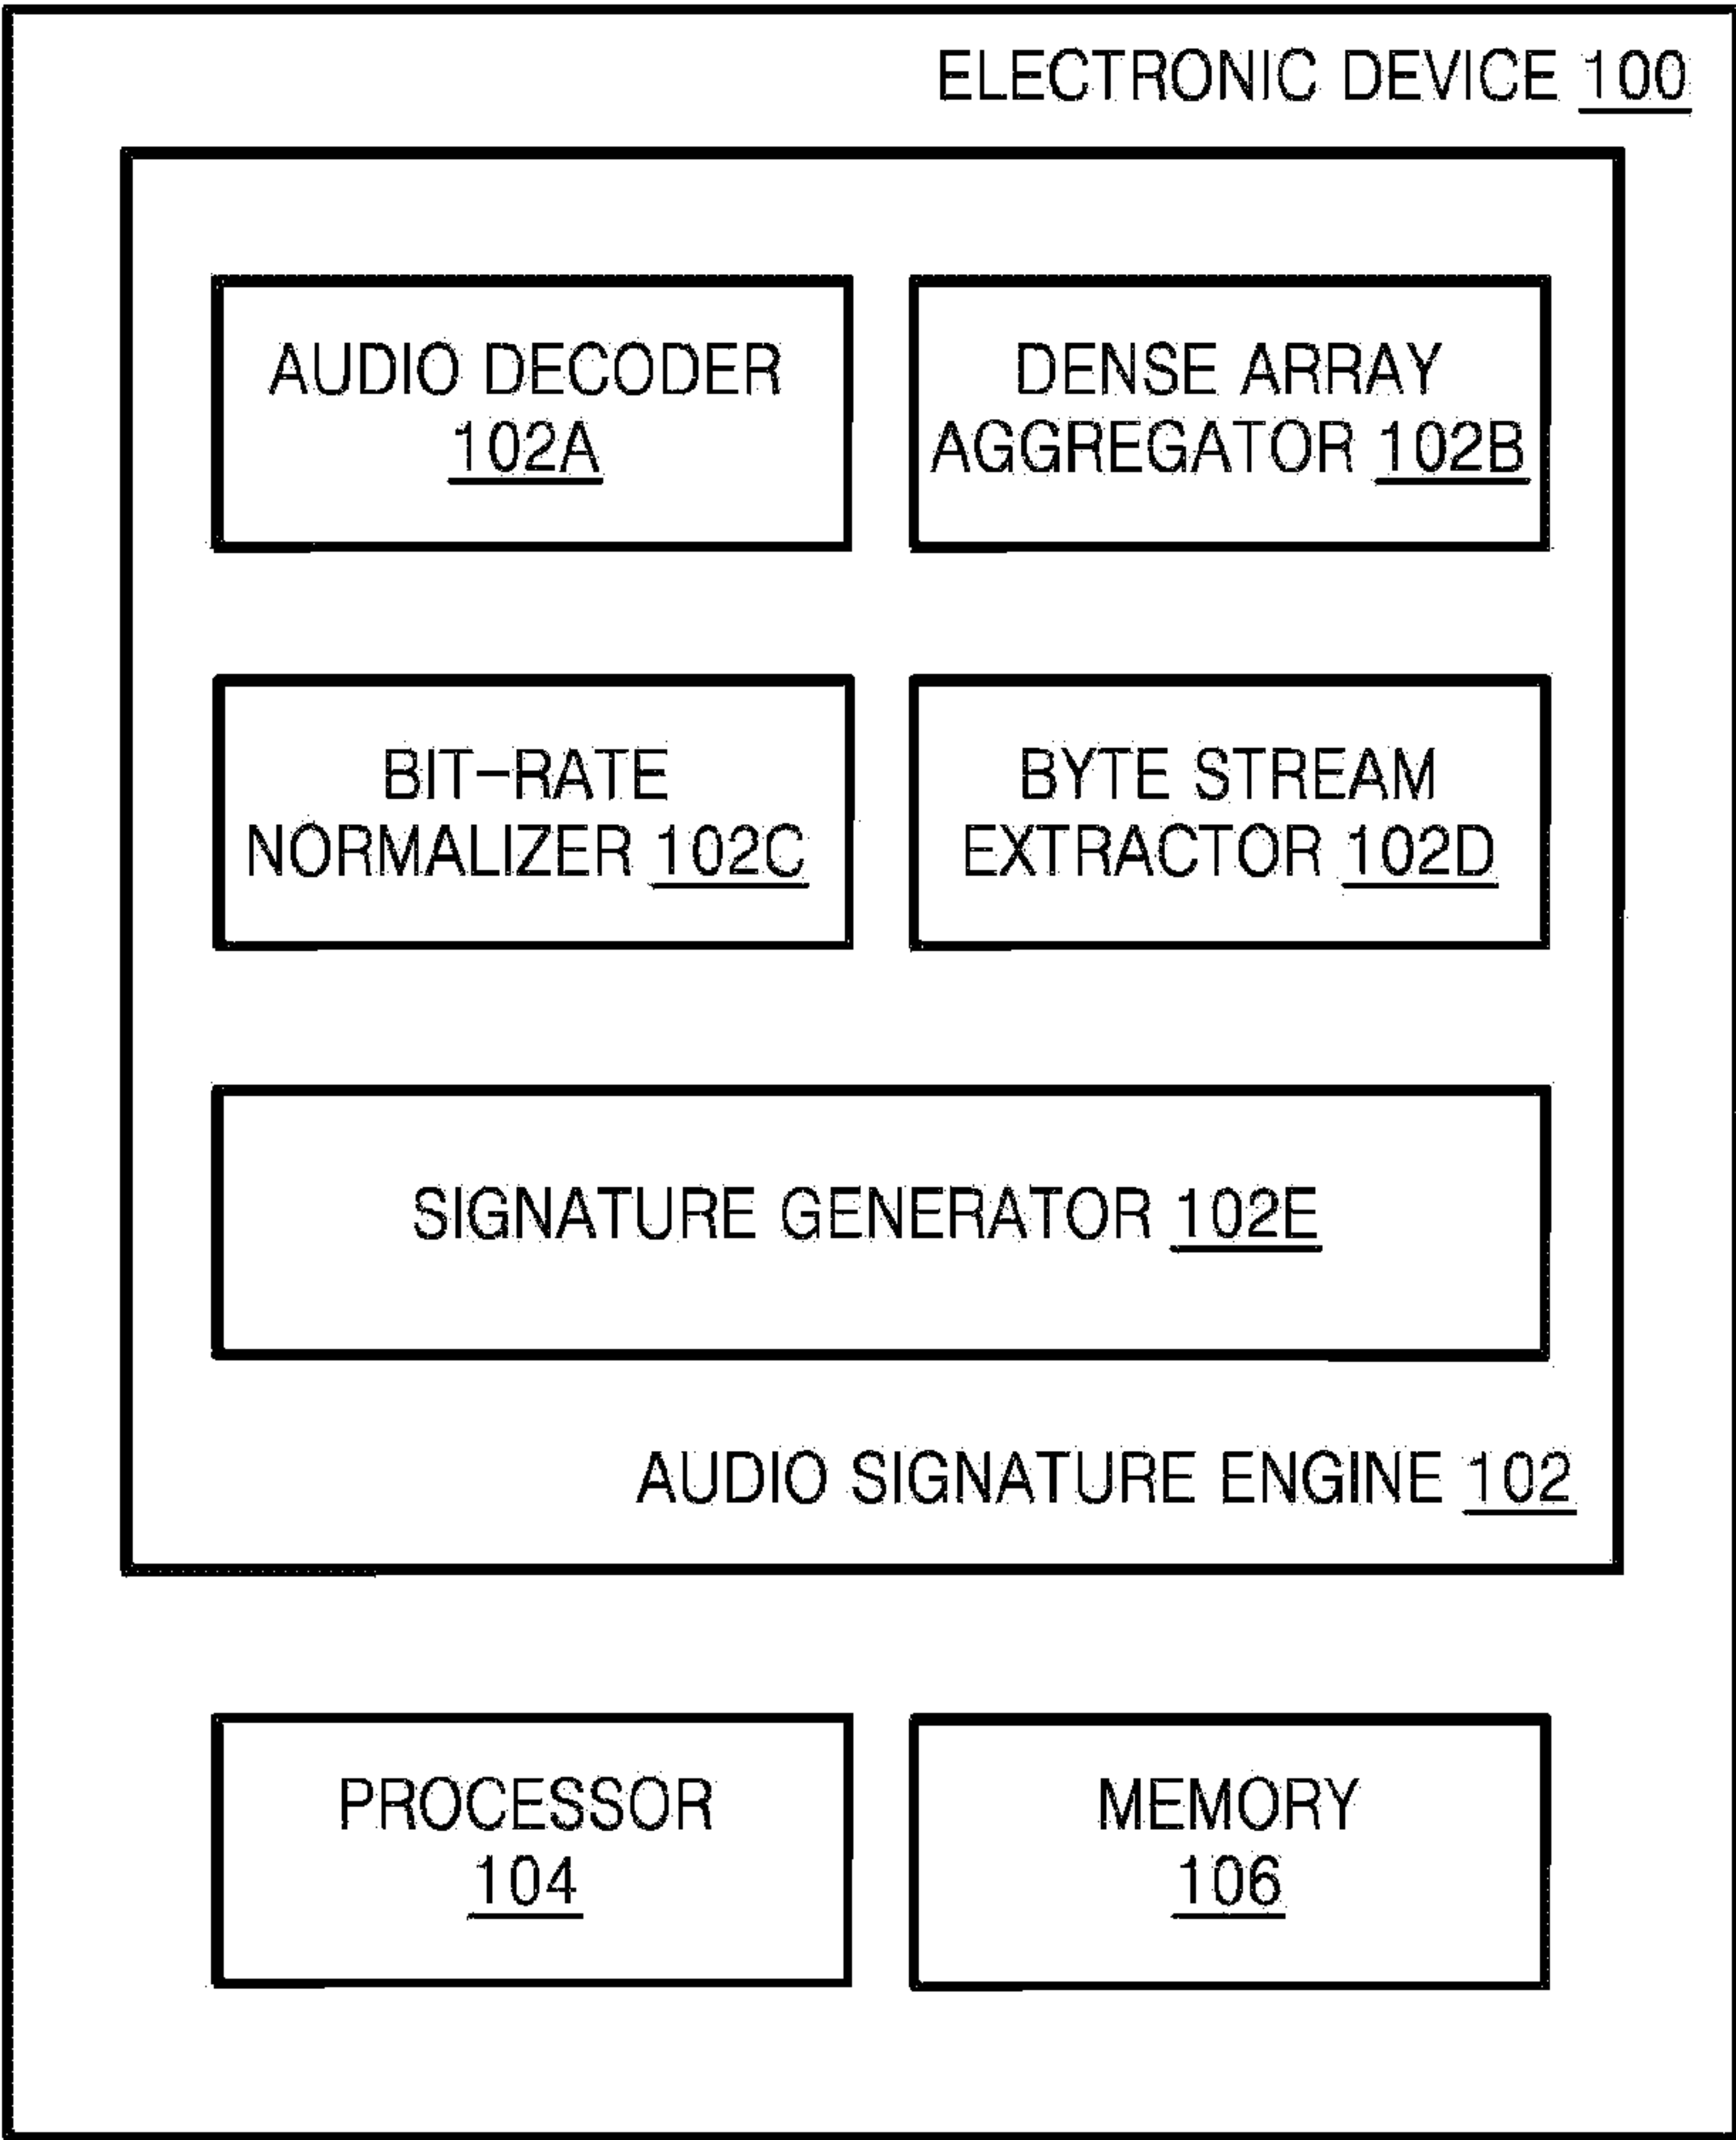 ELECTRONIC DEVICE 100
AUDIO DECODER
102A
DENSE ARRAY
AGGREGATOR 102B
BIT-RATE
NORMALIZER 102C
BYTE STREAM
EXTRACTOR 102D
SIGNATURE GENERATOR 102E
AUDIO SIGNATURE ENGINE 102
PROCESSOR
104
MEMORY
106